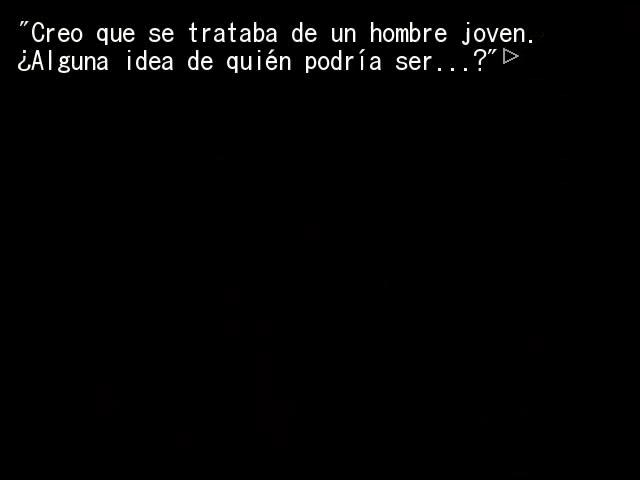 "Creo que se trataba de un hombre joven.
¿Alguna idea de quién podría ser...?"